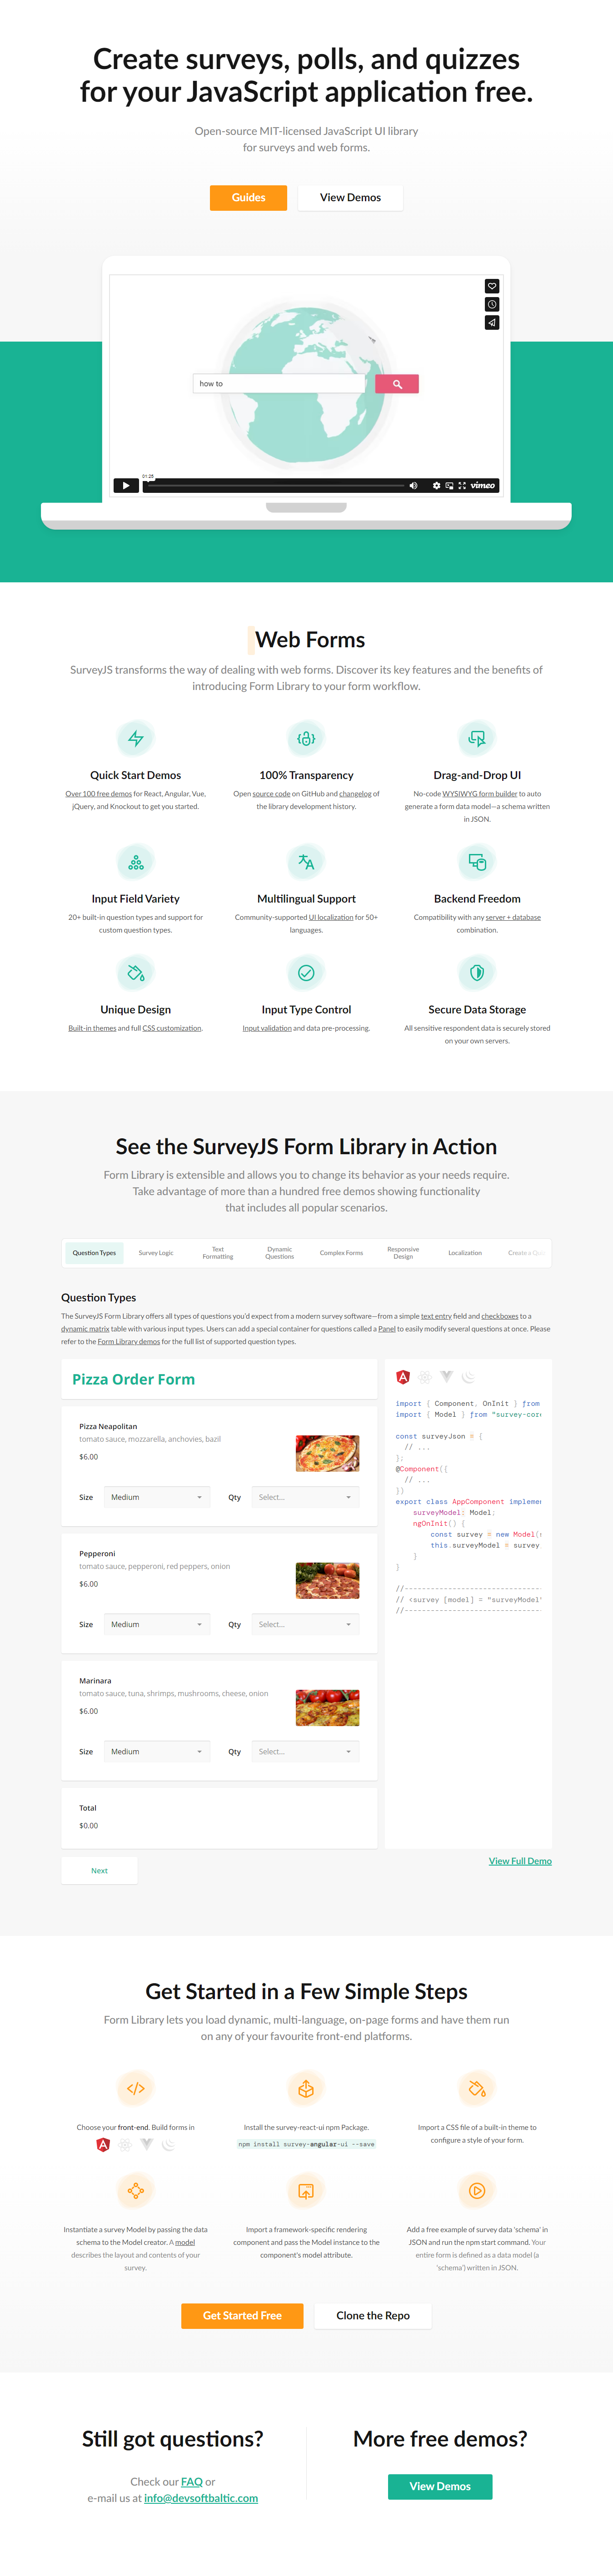 Create surveys, polls, and quizzes
for your JavaScript application free.
Open-source MIT-licensed JavaScript UI library
for surveys and web forms.
Guides
View Demos
how to
01:25
vimeo
Web Forms
SurveyJS transforms the way of dealing with web forms. Discover its key features and the benefits of
introducing Form Library to your form workflow.
Quick Start Demos
Over 100 free demos for React, Angular, Vue,
jQuery, and Knockout to get you started.
100% Transparency
Open source code on GitHub and changelog of
the library development history.
Drag-and-Drop UI
No-code WYSIWYG form builder to auto
generate a form data model—a schema written
in JSON.
Input Field Variety
20+ built-in question types and support for
custom question types.
Multilingual Support
Community-supported UI localization for 50+
languages.
Backend Freedom
Compatibility with any server + database
combination.
Unique Design
Built-in themes and full CSS customization.
Input Type Control
Input validation and data pre-processing.
Secure Data Storage
All sensitive respondent data is securely stored
on your own servers.
See the SurveyJS Form Library in Action
Form Library is extensible and allows you to change its behavior as your needs require.
Take advantage of more than a hundred free demos showing functionality
that includes all popular scenarios.
Question Types
Survey Logic
Text
Formatting
Dynamic
Questions
Complex Forms
Responsive
Design
Localization
Create a
Question Types
The SurveyJS Form Library offers all types of questions you'd expect from a modern survey software—from a simple text entry field and checkboxes to a
dynamic matrix table with various input types. Users can add a special container for questions called a Panel to easily modify several questions at once. Please
refer to the Form Library demos for the full list of supported question types.
Pizza Order Form
Pizza Neapolitan
tomato sauce, mozzarella, anchovies, bazil
$6.00
Size
Medium
Qty
Select...
Pepperoni
tomato sauce, pepperoni, red peppers, onion
$6.00
Size
Medium
Qty
Select...
Marinara
tomato sauce, tuna, shrimps, mushrooms, cheese, onion
$6.00
Size
Medium
Qty
Select...
Total
$0.00
Next
import { Component, OnInit } from
import { Model } from "survey-core
const surveyJson = {
// ...
};
@Component({
// ...
})
export class AppComponent implemen
surveyModel: Model;
ngOnInit() {
const survey = new Model(s
this.surveyModel = survey
}
}
//--------------------------------
// <survey [model] = "surveyModel"
//--------------------------------
View Full Demo
Get Started in a Few Simple Steps
Form Library lets you load dynamic, multi-language, on-page forms and have them run
on any of your favourite front-end platforms.
Choose your front-end. Build forms in
Install the survey-react-ui npm Package.
npm install survey-angular-ui --save
Import a CSS file of a built-in theme to
configure a style of your form.
Instantiate a survey Model by passing the data
schema to the Model creator. A model
describes the layout and contents of your
survey.
Import a framework-specific rendering
component and pass the Model instance to the
component's model attribute.
Add a free example of survey data 'schema' in
JSON and run the npm start command. Your
entire form is defined as a data model (a
'schema') written in JSON.
Get Started Free
Clone the Repo
Still got questions?
Check our FAQ or
e-mail us at info@devsoftbaltic.com
More free demos?
View Demos